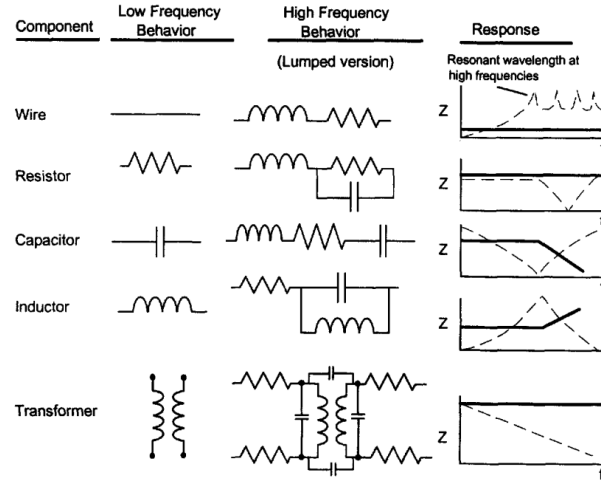 Component
Low Frequency
Behavior
High Frequency
Behavior
(Lumped version)
Response
Resonant wavelength at
high frequencies
Wire
Z
f
Resistor
Z
f
Capacitor
Z
f
Inductor
Z
Transformer
Z
f